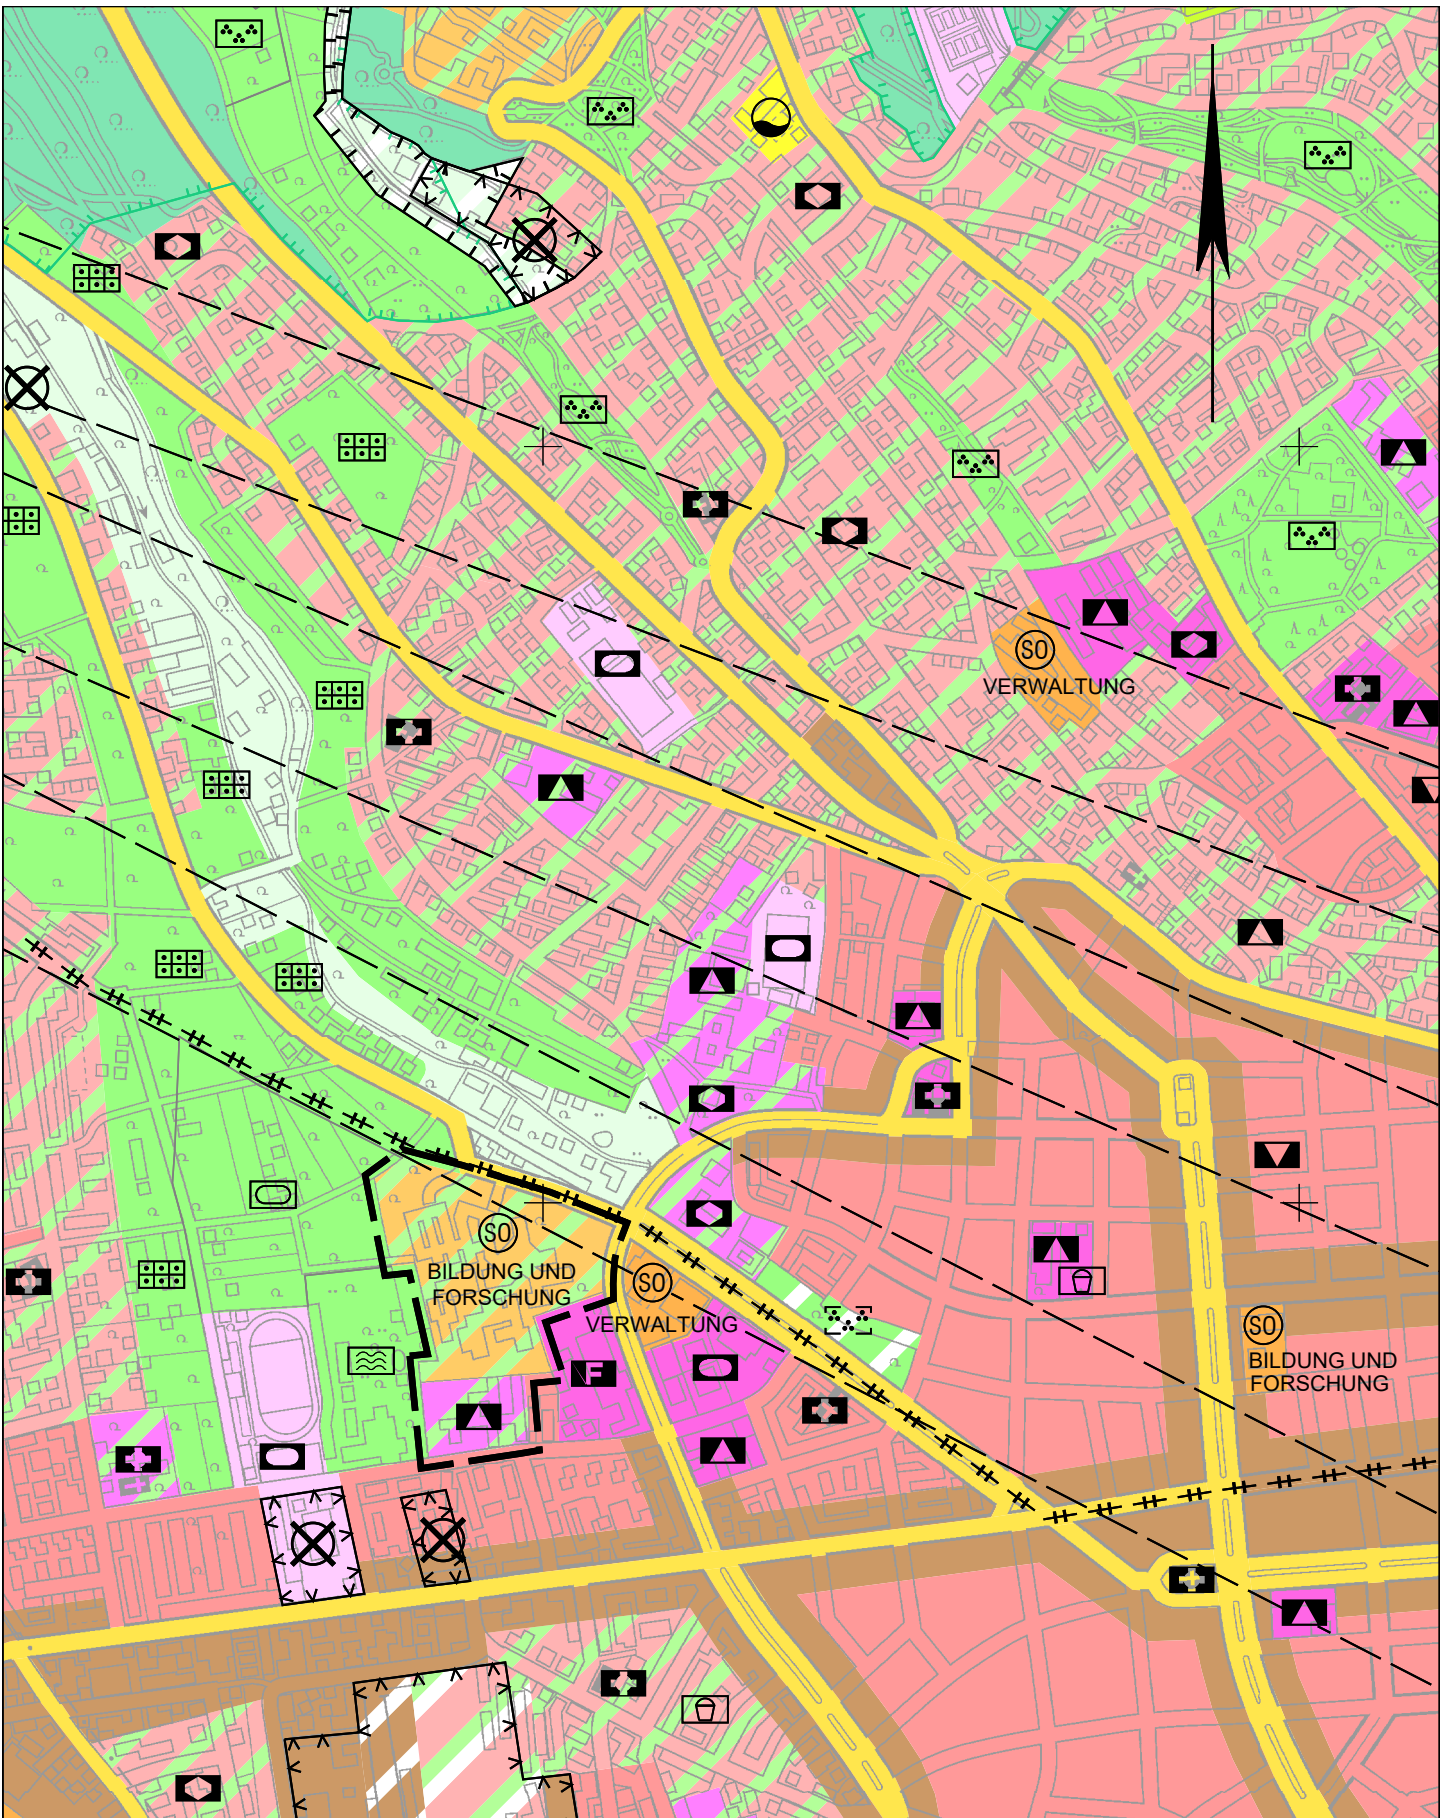 SO
VERWALTUNG
SO
BILDUNG UND
FORSCHUNG
SO
VERWALTUNG
F
SO
BILDUNG UND
FORSCHUNG